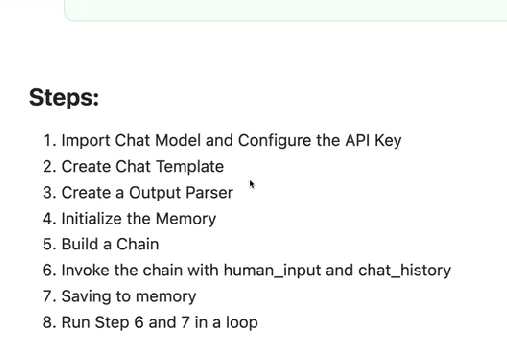 Steps:
1. Import Chat Model and Configure the API Key
2. Create Chat Template
3. Create a Output Parser
4. Initialize the Memory
5. Build a Chain
6. Invoke the chain with human_input and chat_history
7. Saving to memory
8. Run Step 6 and 7 in a loop